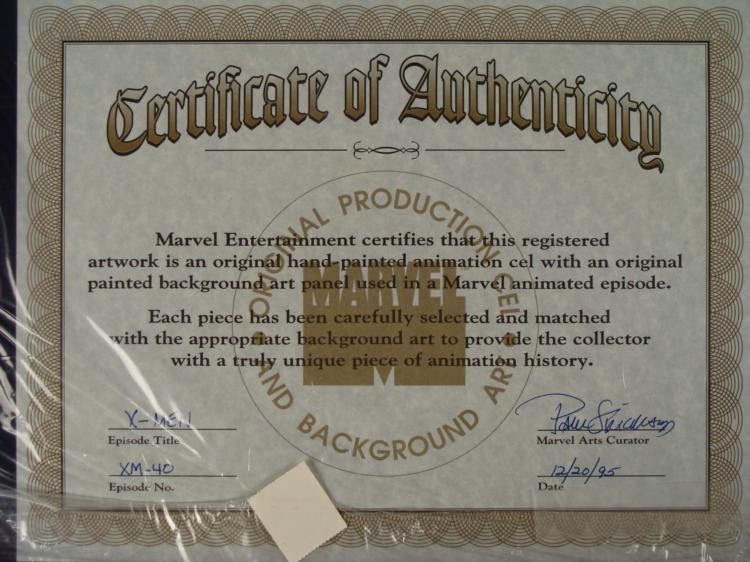 Certificate of Authenticity
ORIGINAL PRODUCTION CEL
AND BACKGROUND ART
MARVEL
M
Marvel Entertainment certifies that this registered
artwork is an original hand-painted animation cel with an original
painted background art panel used in a Marvel animated episode.
Each piece has been carefully selected and matched
with the appropriate background art to provide the collector
with a truly unique piece of animation history.
X-MEN
Episode Title
Marvel Arts Curator
XM-40
Episode No.
12/20/95
Date